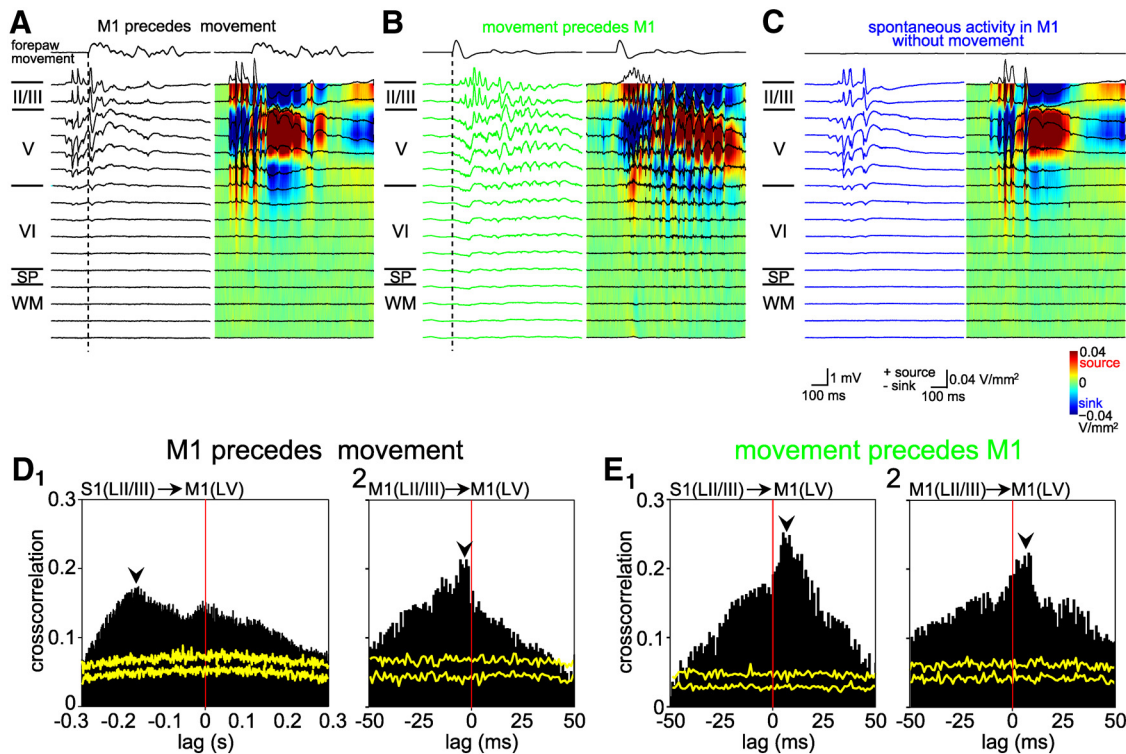 A M1 precedes movement
forepaw
movement
II/III
V
VI
SP
WM
B movement precedes M1
II/III
V
VI
SP
WM
C spontaneous activity in M1
without movement
II/III
V
VI
SP
WM
1 mV
100 ms
+ source
- sink
0.04 V/mm²
100 ms
0.04
source
0
sink
−0.04
V/mm²
M1 precedes movement
D1
S1(LII/III)→M1(LV)
crosscorrelation
0.3
0.2
0.1
0
-0.3 -0.2 -0.1 0 0.1 0.2 0.3
lag (s)
2
M1(LII/III)→M1(LV)
-50 -25 0 25 50
lag (ms)
movement precedes M1
E1
S1(LII/III)→M1(LV)
crosscorrelation
0.3
0.2
0.1
0
-50 -25 0 25 50
lag (ms)
2
M1(LII/III)→M1(LV)
-50 -25 0 25 50
lag (ms)